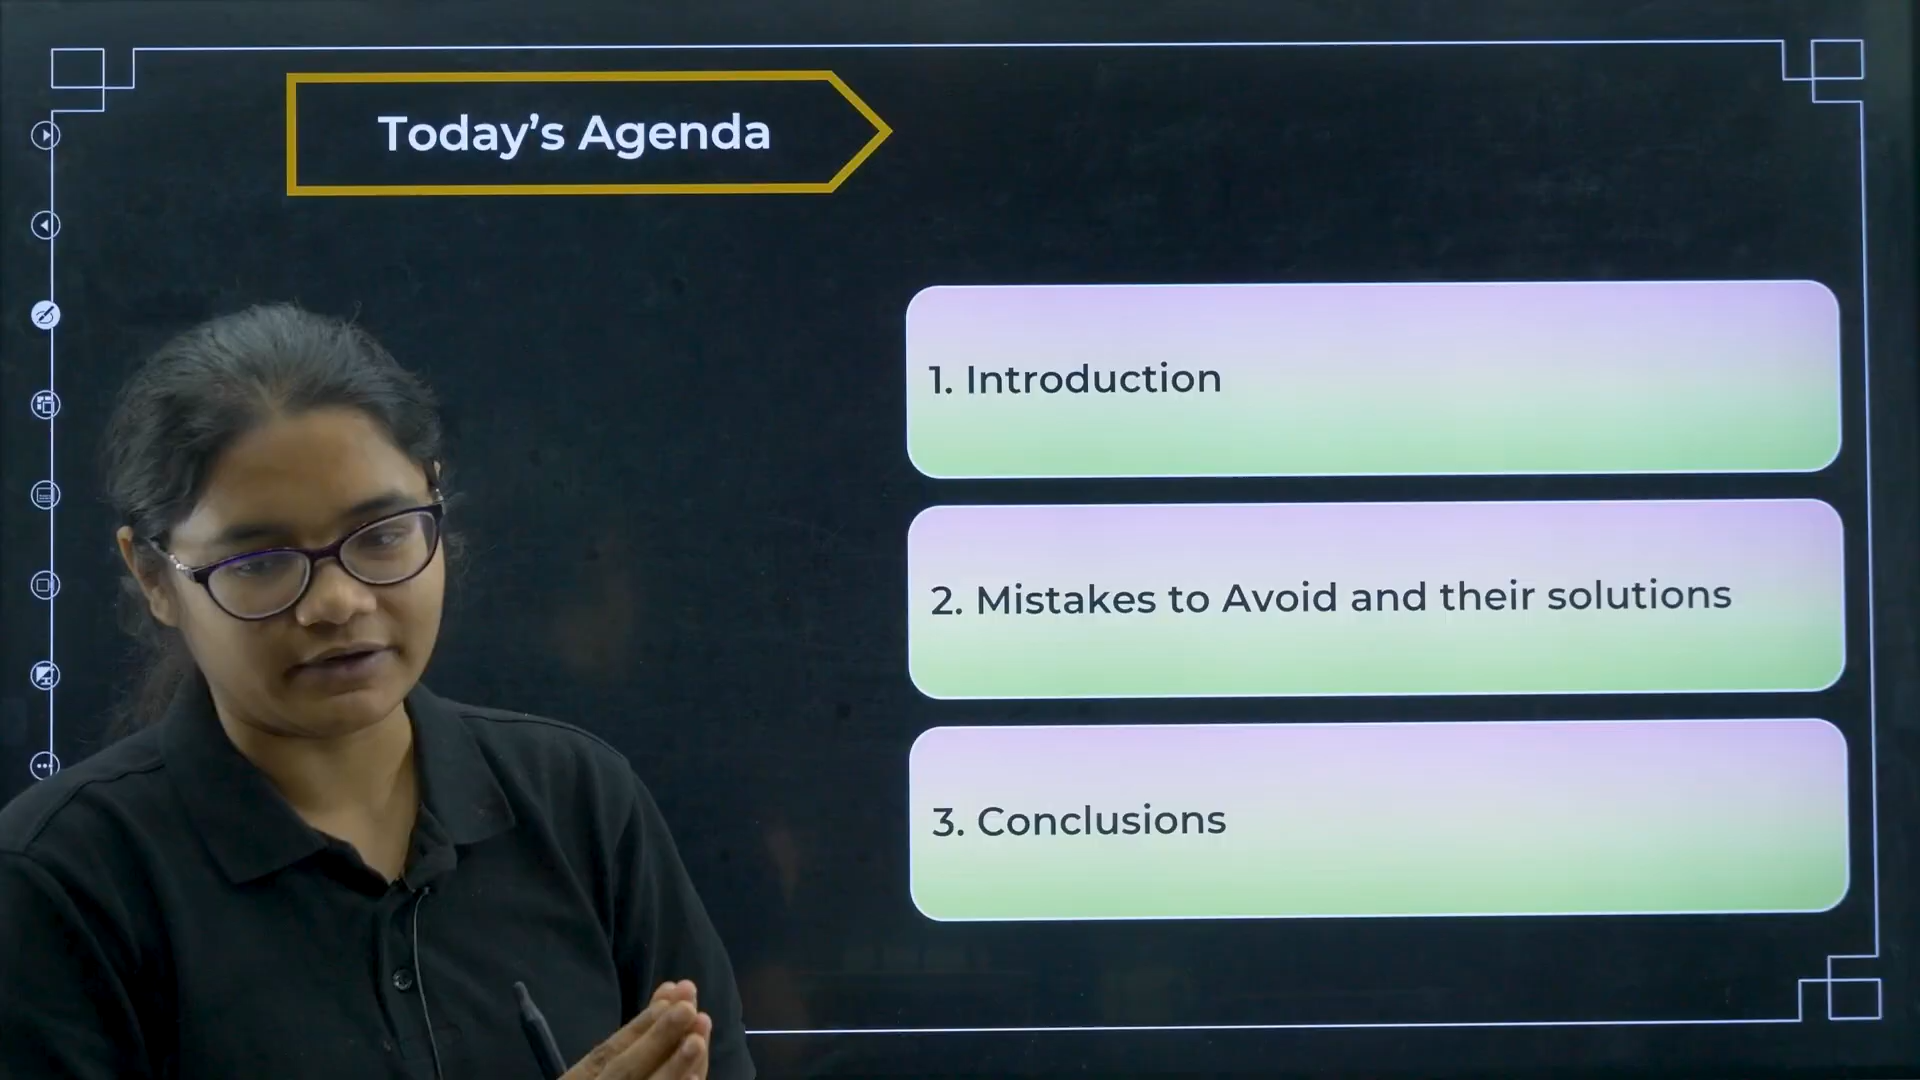 Today's Agenda
1. Introduction
2. Mistakes to Avoid and their solutions
3. Conclusions